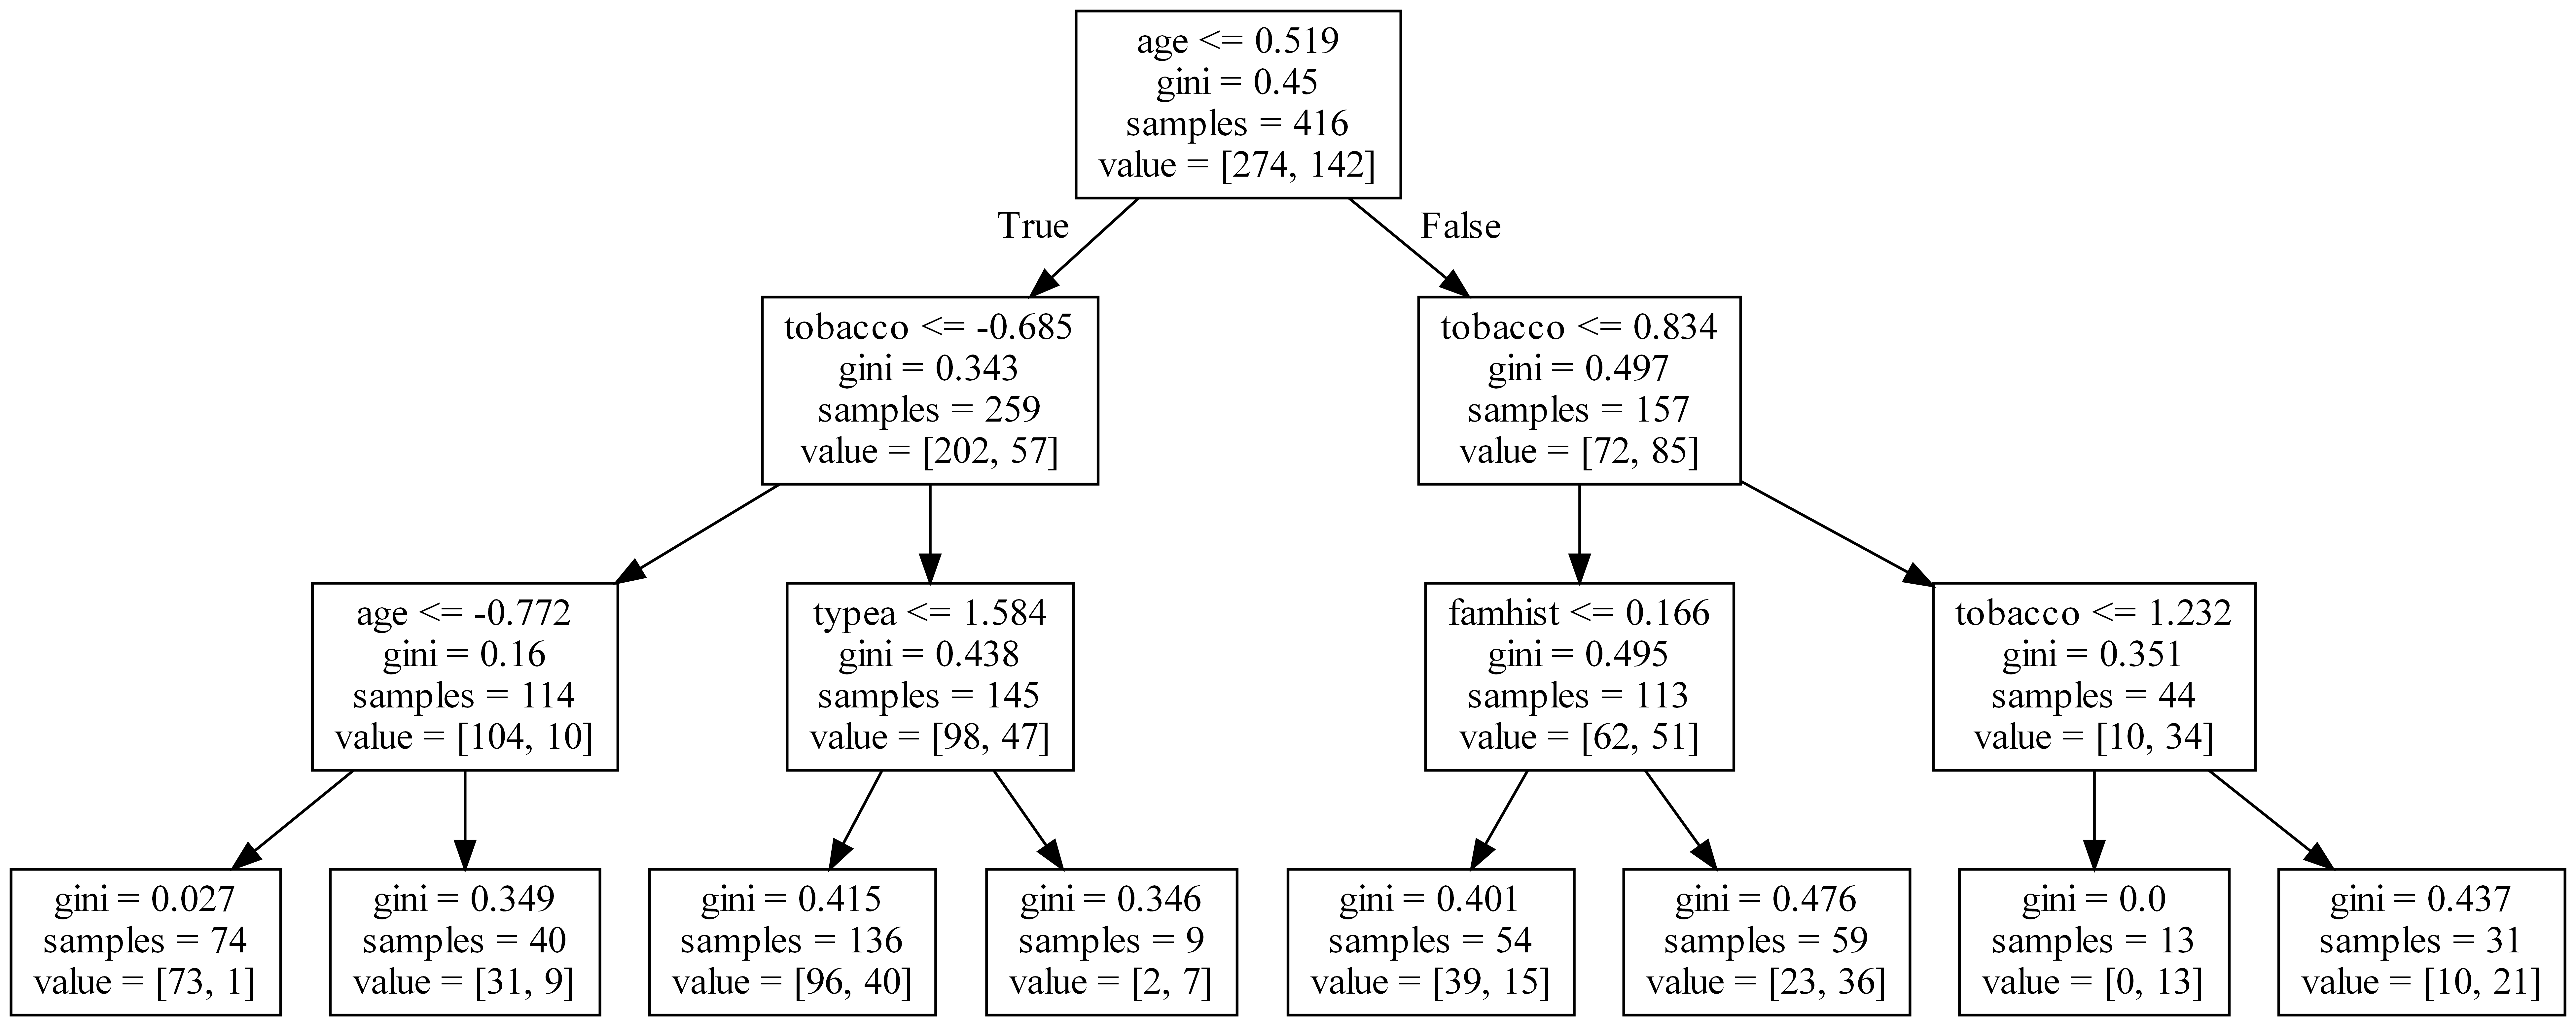 age <= 0.519
gini = 0.45
samples = 416
value = [274, 142]
True
False
tobacco <= -0.685
gini = 0.343
samples = 259
value = [202, 57]
tobacco <= 0.834
gini = 0.497
samples = 157
value = [72, 85]
age <= -0.772
gini = 0.16
samples = 114
value = [104, 10]
typea <= 1.584
gini = 0.438
samples = 145
value = [98, 47]
famhist <= 0.166
gini = 0.495
samples = 113
value = [62, 51]
tobacco <= 1.232
gini = 0.351
samples = 44
value = [10, 34]
gini = 0.027
samples = 74
value = [73, 1]
gini = 0.349
samples = 40
value = [31, 9]
gini = 0.415
samples = 136
value = [96, 40]
gini = 0.346
samples = 9
value = [2, 7]
gini = 0.401
samples = 54
value = [39, 15]
gini = 0.476
samples = 59
value = [23, 36]
gini = 0.0
samples = 13
value = [0, 13]
gini = 0.437
samples = 31
value = [10, 21]